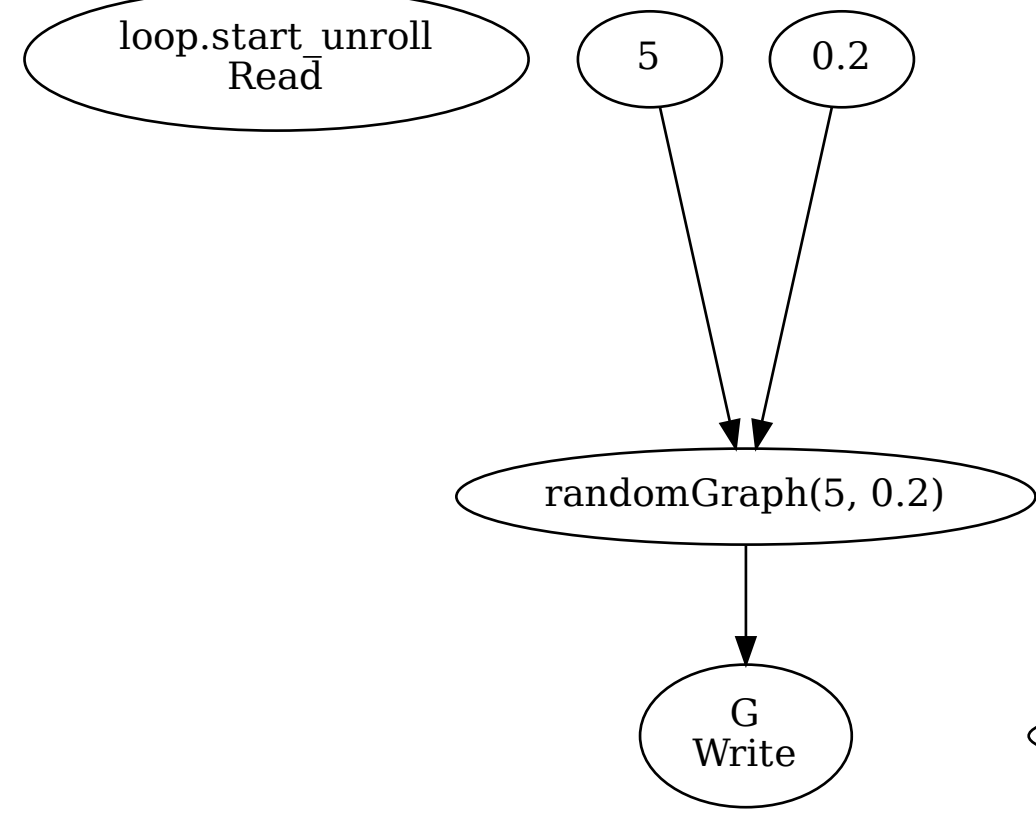 loop.start_unroll
Read
5
0.2
randomGraph(5, 0.2)
G
Write